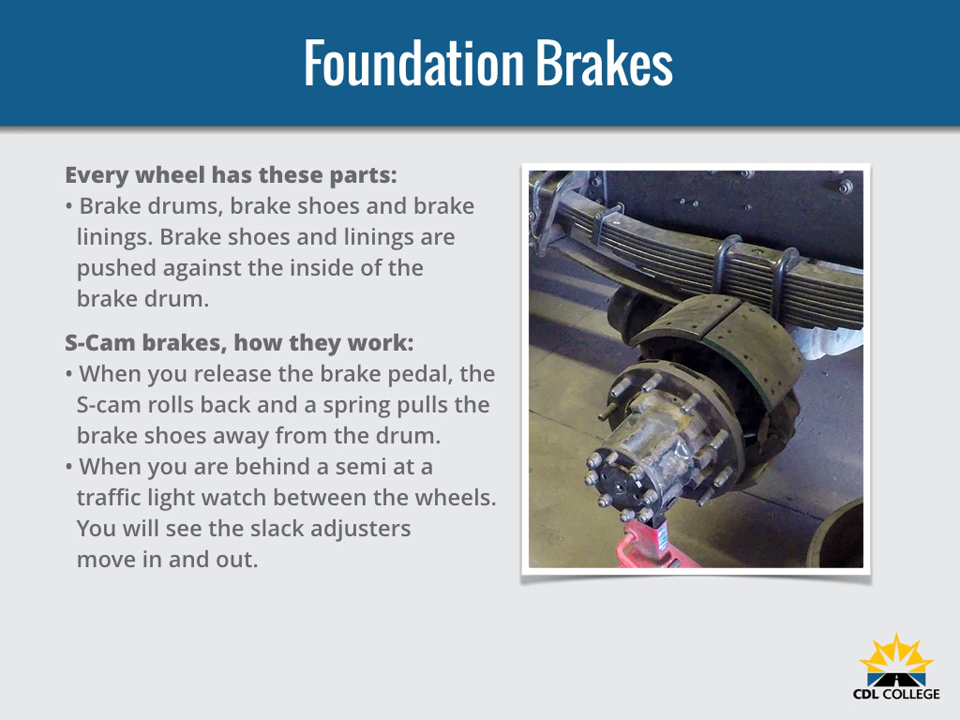 Foundation Brakes
Every wheel has these parts:
• Brake drums, brake shoes and brake
linings. Brake shoes and linings are
pushed against the inside of the
brake drum.
S-Cam brakes, how they work:
• When you release the brake pedal, the
S-cam rolls back and a spring pulls the
brake shoes away from the drum.
• When you are behind a semi at a
traffic light watch between the wheels.
You will see the slack adjusters
move in and out.
CDL COLLEGE